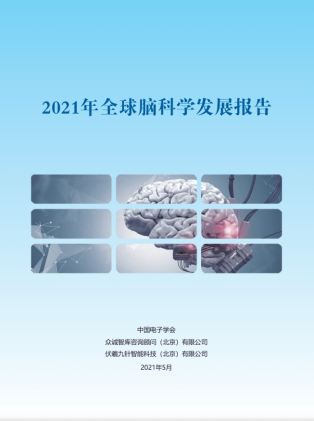 2021年全球脑科学发展报告
中国电子学会
众诚智库咨询顾问（北京）有限公司
伏羲九针智能科技（北京）有限公司
2021年5月